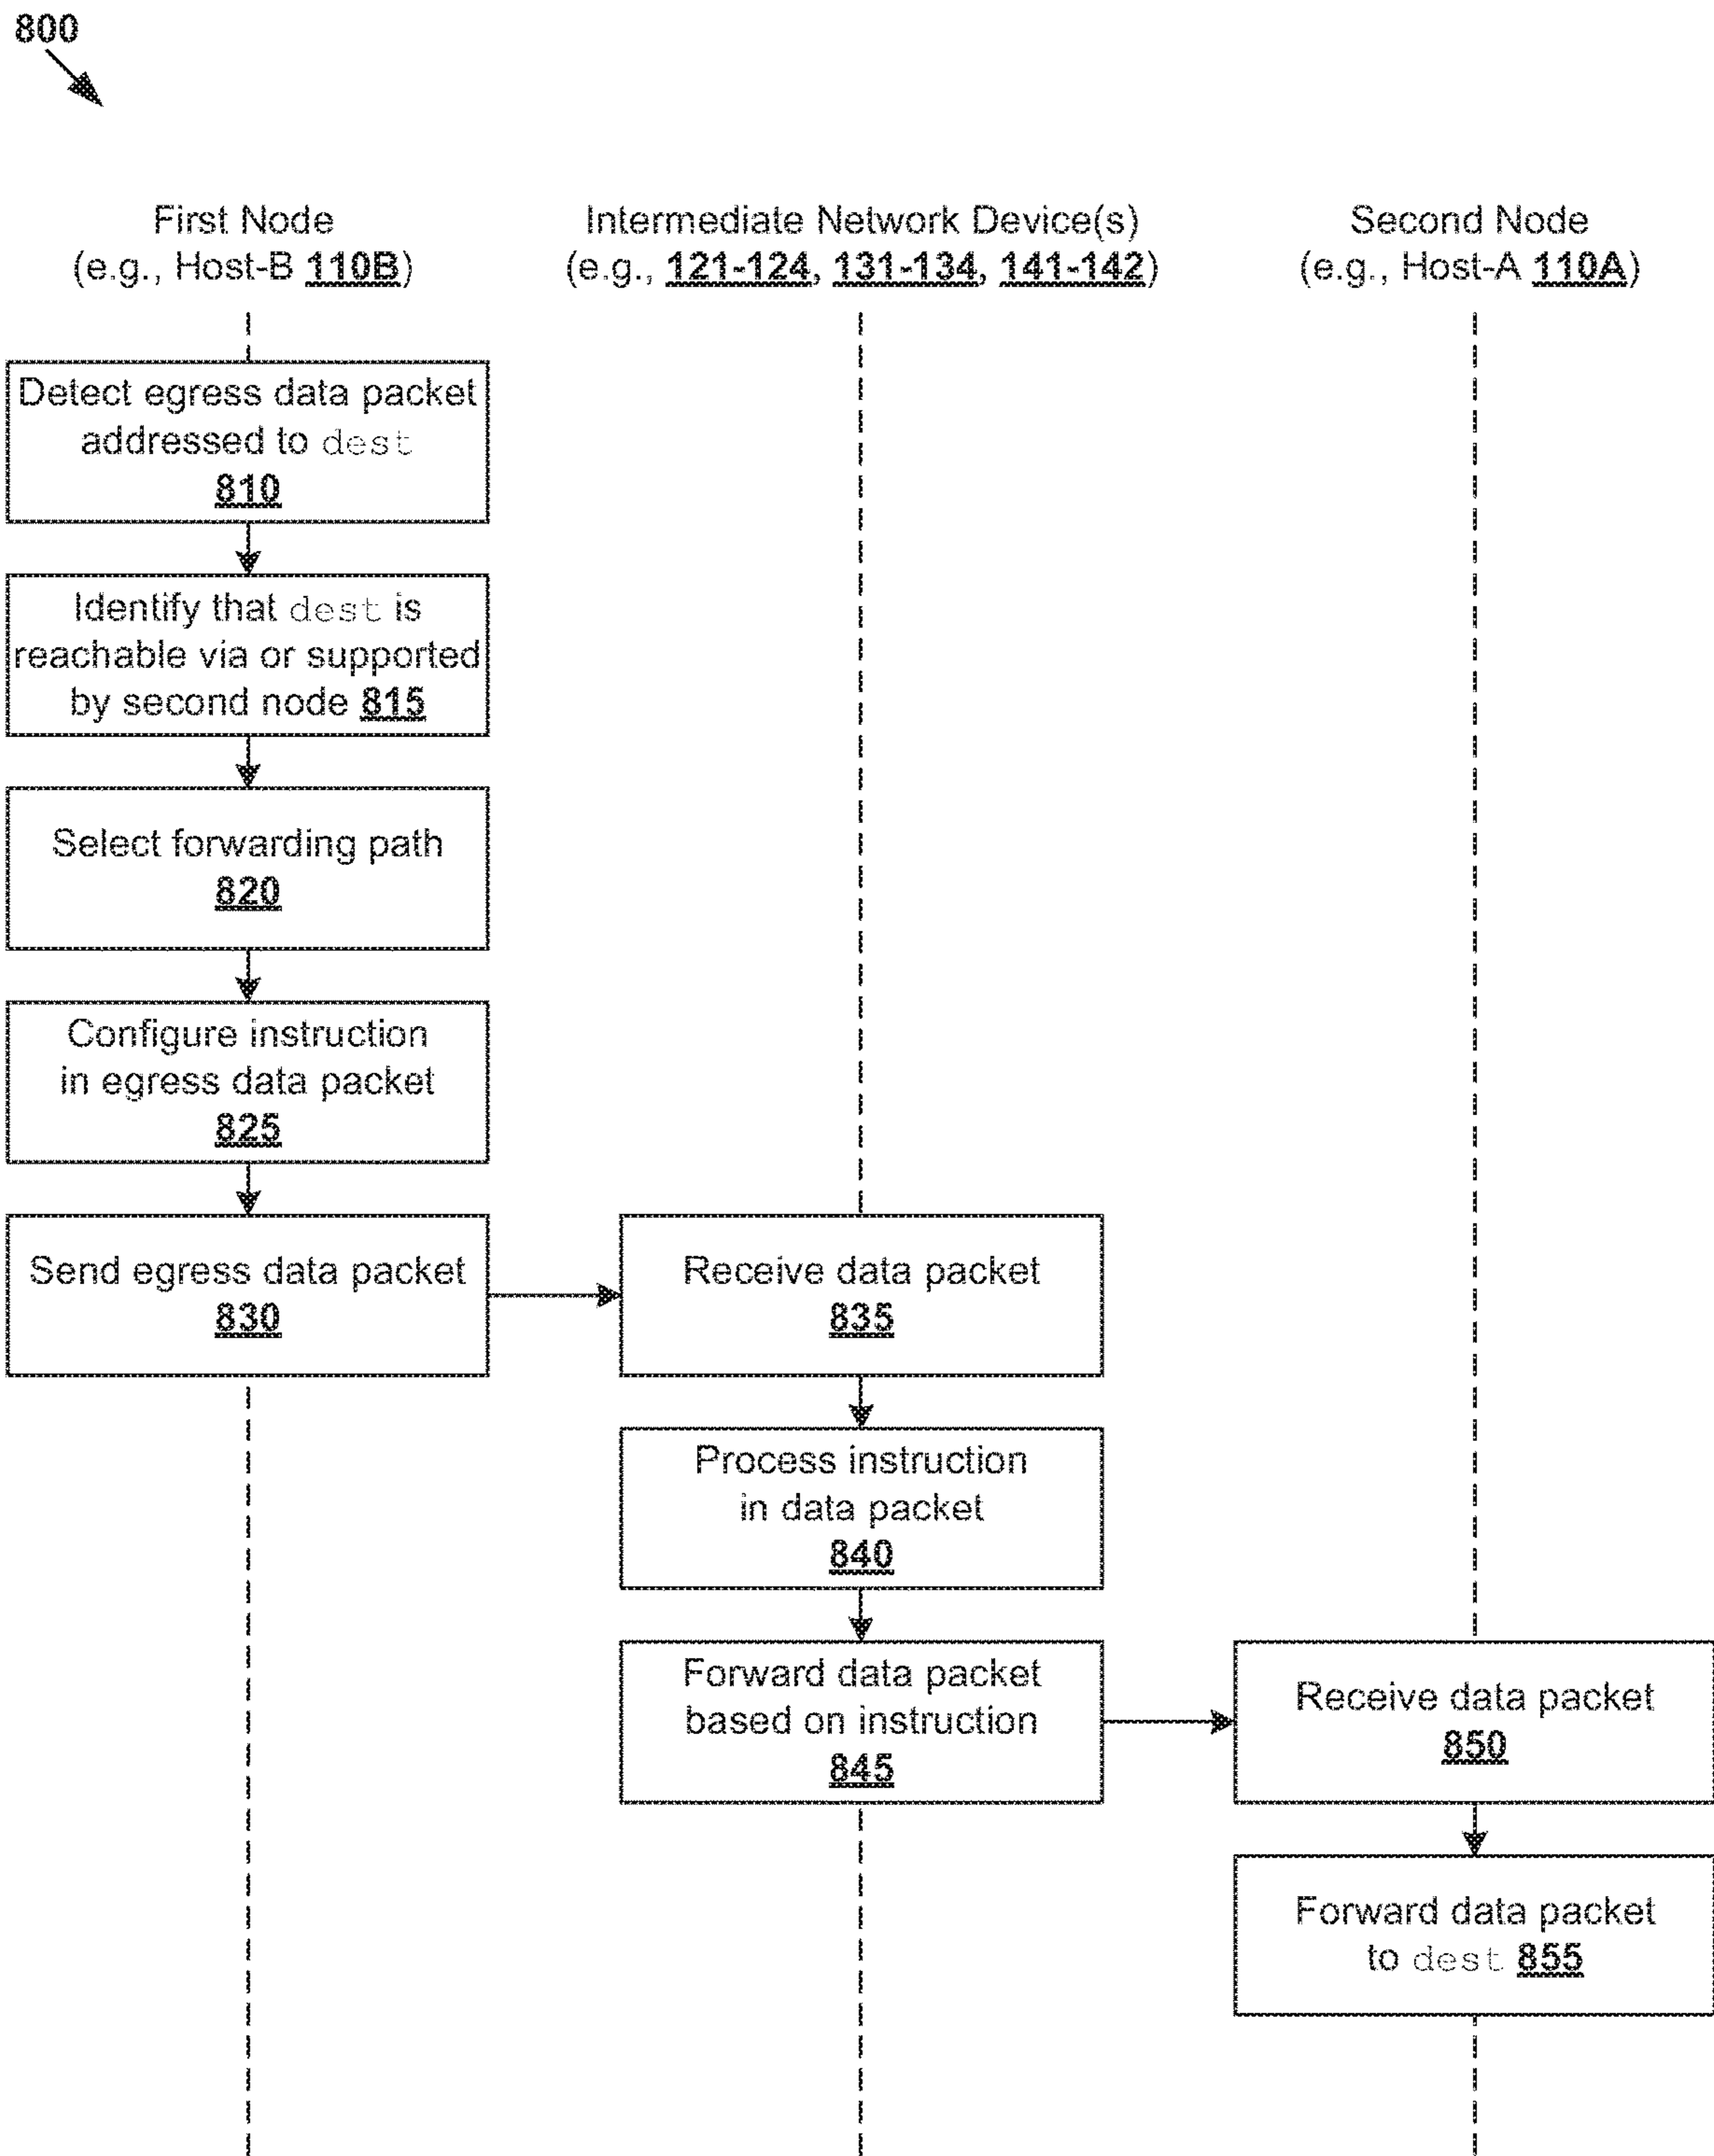 800
First Node
(e.g., Host-B 110B)
Intermediate Network Device(s)
(e.g., 121-124, 131-134, 141-142)
Second Node
(e.g., Host-A 110A)
Detect egress data packet
addressed to dest
810
Identify that dest is
reachable via or supported
by second node 815
Select forwarding path
820
Configure instruction
in egress data packet
825
Send egress data packet
830
Receive data packet
835
Process instruction
in data packet
840
Forward data packet
based on instruction
845
Receive data packet
850
Forward data packet
to dest 855